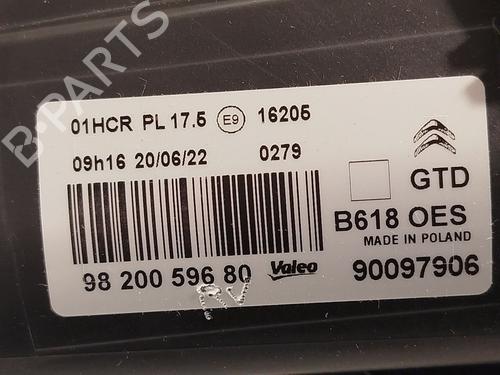 B-PARTS
01HCR PL 17.5 E9 16205
09h16 20/06/22 0279
GTD
B618 OES
MADE IN POLAND
98 200 596 80 Valeo 90097906
RV